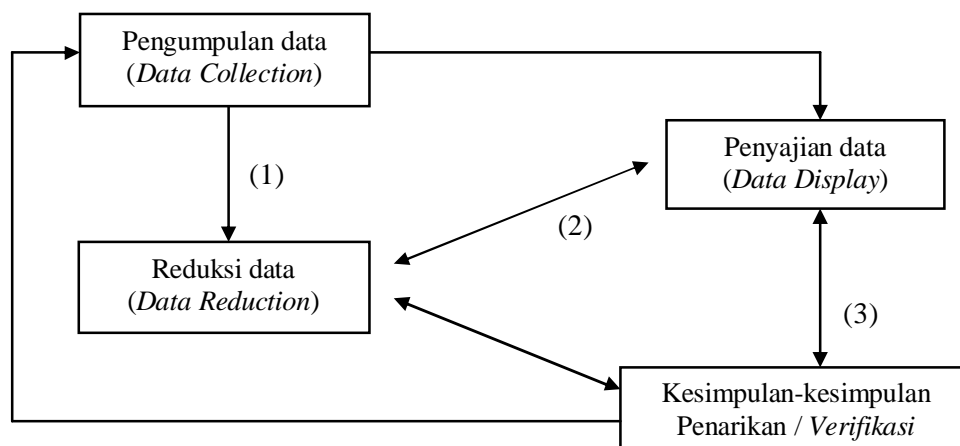 Pengumpulan data
(Data Collection)
(1)
Penyajian data
(Data Display)
(2)
Reduksi data
(Data Reduction)
(3)
Kesimpulan-kesimpulan
Penarikan / Verifikasi